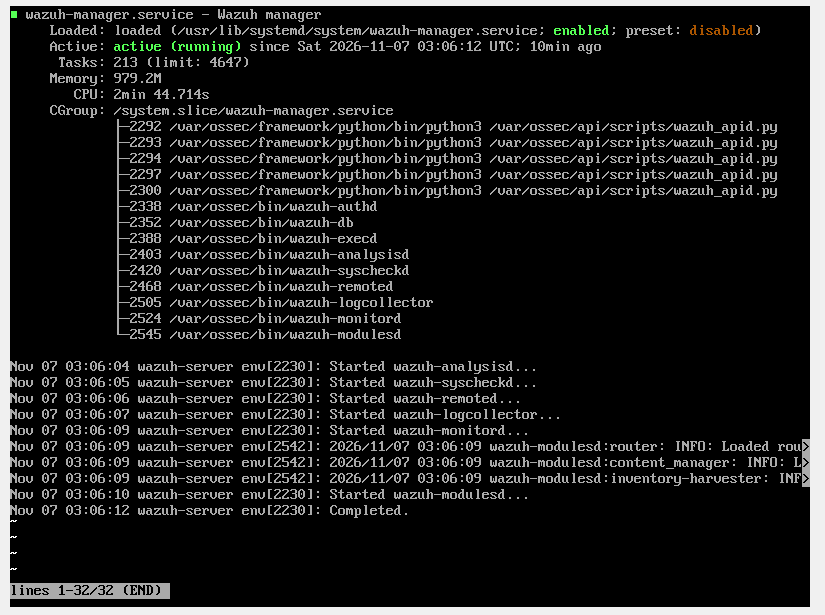 ■ wazuh-manager.service - Wazuh manager
     Loaded: loaded (/usr/lib/systemd/system/wazuh-manager.service; enabled; preset: disabled)
     Active: active (running) since Sat 2026-11-07 03:06:12 UTC; 10min ago
      Tasks: 213 (limit: 4647)
     Memory: 979.2M
        CPU: 2min 44.714s
     CGroup: /system.slice/wazuh-manager.service
             ├─2292 /var/ossec/framework/python/bin/python3 /var/ossec/api/scripts/wazuh_apid.py
             ├─2293 /var/ossec/framework/python/bin/python3 /var/ossec/api/scripts/wazuh_apid.py
             ├─2294 /var/ossec/framework/python/bin/python3 /var/ossec/api/scripts/wazuh_apid.py
             ├─2297 /var/ossec/framework/python/bin/python3 /var/ossec/api/scripts/wazuh_apid.py
             ├─2300 /var/ossec/framework/python/bin/python3 /var/ossec/api/scripts/wazuh_apid.py
             ├─2338 /var/ossec/bin/wazuh-authd
             ├─2352 /var/ossec/bin/wazuh-db
             ├─2388 /var/ossec/bin/wazuh-execd
             ├─2403 /var/ossec/bin/wazuh-analysisd
             ├─2420 /var/ossec/bin/wazuh-syscheckd
             ├─2468 /var/ossec/bin/wazuh-remoted
             ├─2505 /var/ossec/bin/wazuh-logcollector
             ├─2524 /var/ossec/bin/wazuh-monitord
             └─2545 /var/ossec/bin/wazuh-modulesd

Nov 07 03:06:04 wazuh-server env[2230]: Started wazuh-analysisd...
Nov 07 03:06:05 wazuh-server env[2230]: Started wazuh-syscheckd...
Nov 07 03:06:06 wazuh-server env[2230]: Started wazuh-remoted...
Nov 07 03:06:07 wazuh-server env[2230]: Started wazuh-logcollector...
Nov 07 03:06:09 wazuh-server env[2230]: Started wazuh-monitord...
Nov 07 03:06:09 wazuh-server env[2542]: 2026/11/07 03:06:09 wazuh-modulesd:router: INFO: Loaded rou>
Nov 07 03:06:09 wazuh-server env[2542]: 2026/11/07 03:06:09 wazuh-modulesd:content_manager: INFO: L>
Nov 07 03:06:09 wazuh-server env[2542]: 2026/11/07 03:06:09 wazuh-modulesd:inventory-harvester: INF>
Nov 07 03:06:10 wazuh-server env[2230]: Started wazuh-modulesd...
Nov 07 03:06:12 wazuh-server env[2230]: Completed.
~
~
~
~
lines 1-32/32 (END)